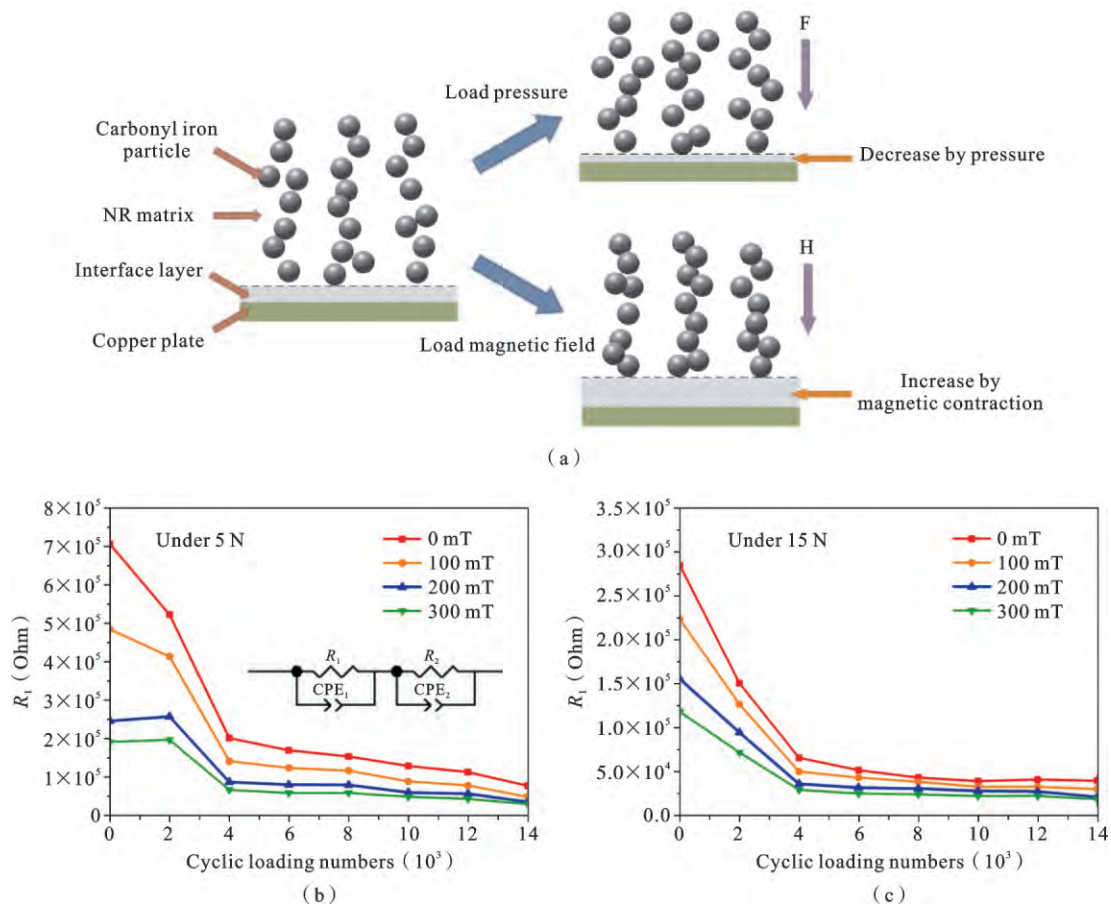 F
Load pressure
Carbonyl iron
particle
Decrease by pressure
NR matrix
H
Interface layer
Copper plate
Load magnetic field
Increase by
magnetic contraction
(a)
8×10⁵
7×10⁵
6×10⁵
5×10⁵
4×10⁵
3×10⁵
2×10⁵
1×10⁵
0
R₁ (Ohm)
Under 5 N
0 mT
100 mT
200 mT
300 mT
R₁
R₂
CPE₁
CPE₂
0 2 4 6 8 10 12 14
Cyclic loading numbers (10³)
(b)
3.5×10⁵
3.0×10⁵
2.5×10⁵
2.0×10⁵
1.5×10⁵
1.0×10⁵
5.0×10⁴
0.0
R₁ (Ohm)
Under 15 N
0 mT
100 mT
200 mT
300 mT
0 2 4 6 8 10 12 14
Cyclic loading numbers (10³)
(c)